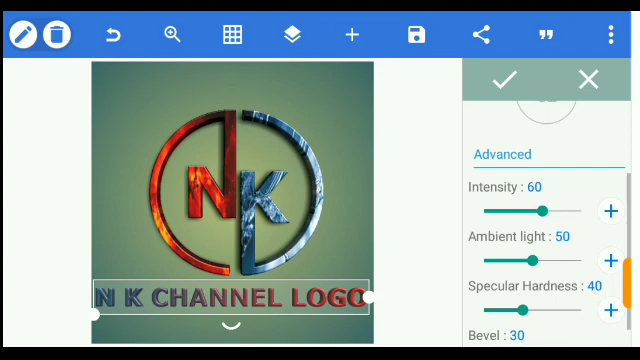 NK
N K CHANNEL LOGO
Advanced
Intensity : 60
Ambient light : 50
Specular Hardness : 40
Bevel : 30